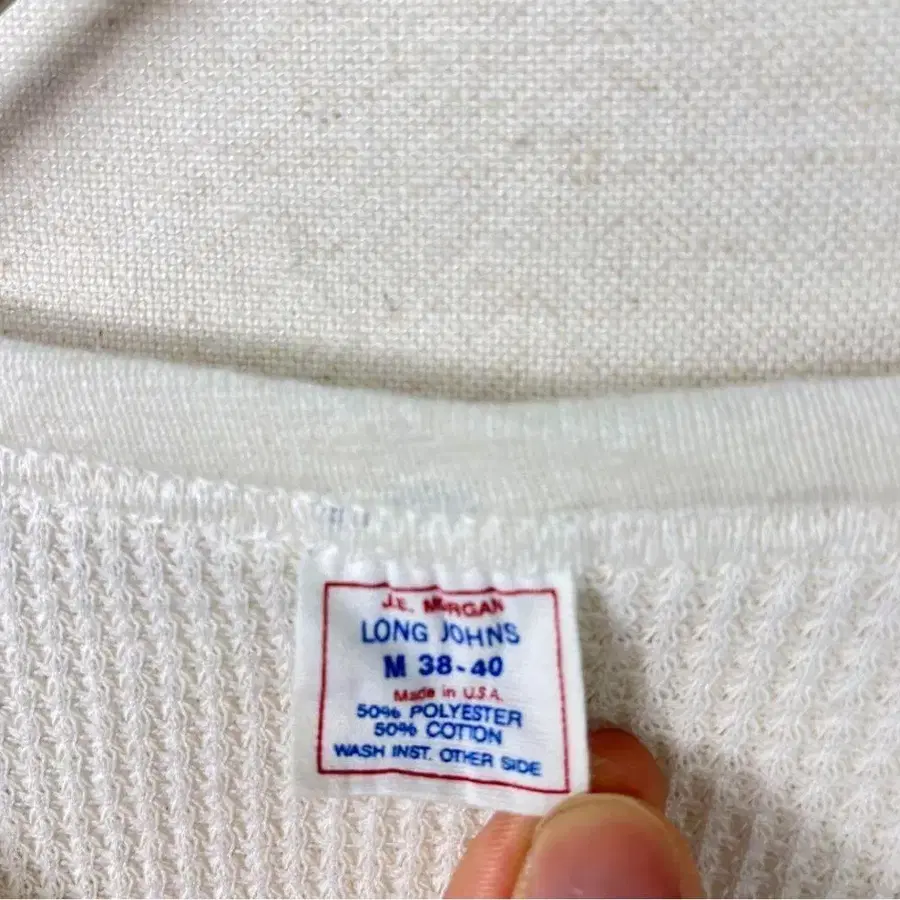 J.E. MORGAN
LONG JOHNS
M 38-40
Made in U.S.A.
50% POLYESTER
50% COTTON
WASH INST. OTHER SIDE